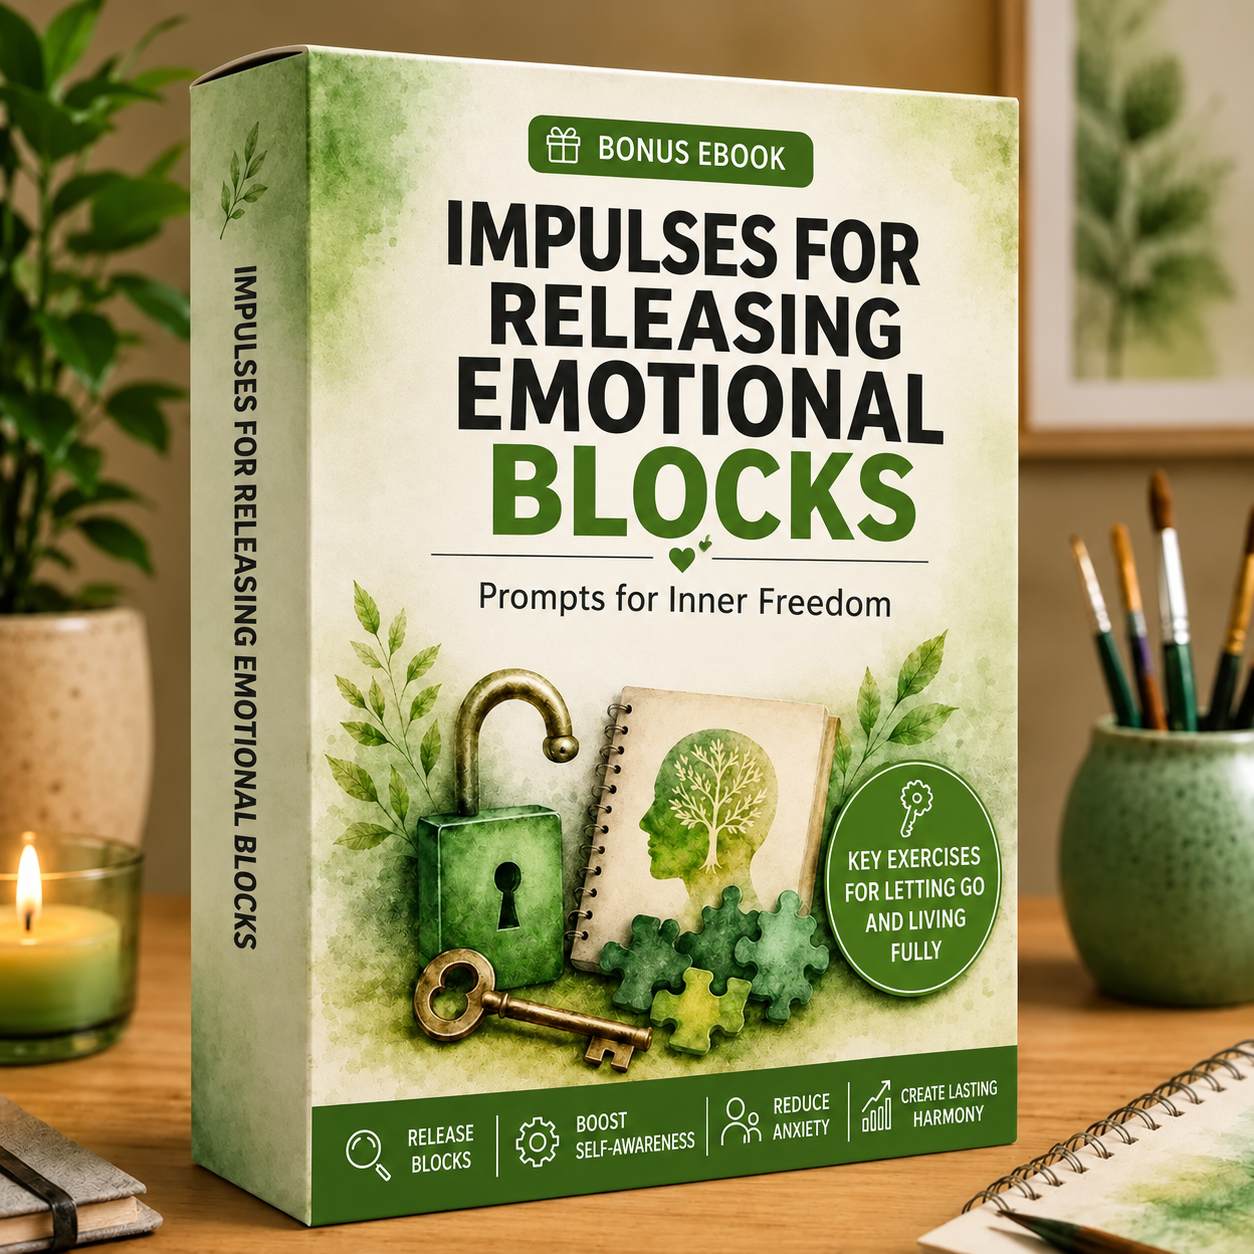 BONUS EBOOK
IMPULSES FOR
RELEASING
EMOTIONAL
BLOCKS
Prompts for Inner Freedom
KEY EXERCISES
FOR LETTING GO
AND LIVING
FULLY
RELEASE
BLOCKS
BOOST
SELF-AWARENESS
REDUCE
ANXIETY
CREATE LASTING
HARMONY
IMPULSES FOR RELEASING EMOTIONAL BLOCKS